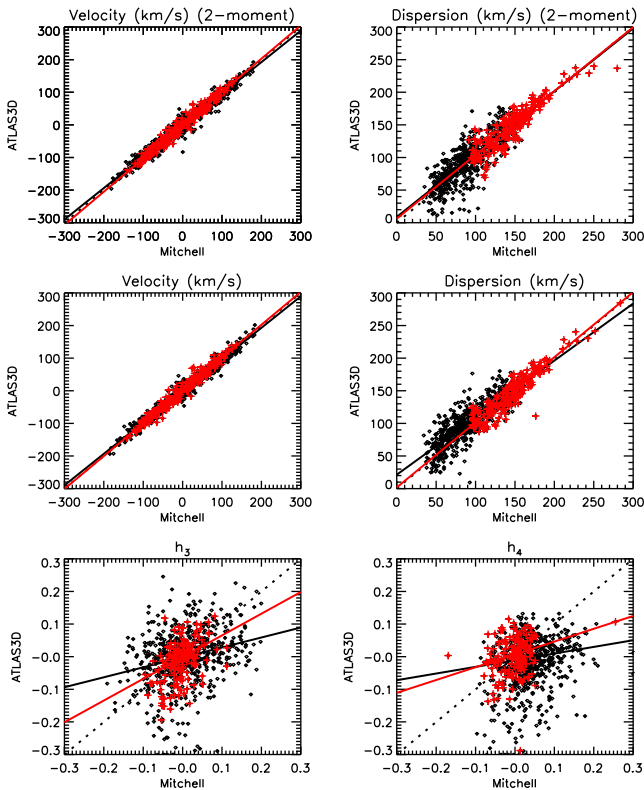 Velocity (km/s) (2-moment)
300
200
100
0
−100
−200
−300
ATLAS3D
−300 −200 −100 0 100 200 300
Mitchell
Dispersion (km/s) (2-moment)
300
250
200
150
100
50
0
ATLAS3D
0 50 100 150 200 250 300
Mitchell
Velocity (km/s)
300
200
100
0
−100
−200
−300
ATLAS3D
−300 −200 −100 0 100 200 300
Mitchell
Dispersion (km/s)
300
250
200
150
100
50
0
ATLAS3D
0 50 100 150 200 250 300
Mitchell
h₃
0.3
0.2
0.1
−0.0
−0.1
−0.2
−0.3
ATLAS3D
−0.3 −0.2 −0.1 −0.0 0.1 0.2 0.3
Mitchell
h₄
0.3
0.2
0.1
−0.0
−0.1
−0.2
−0.3
ATLAS3D
−0.3 −0.2 −0.1 −0.0 0.1 0.2 0.3
Mitchell